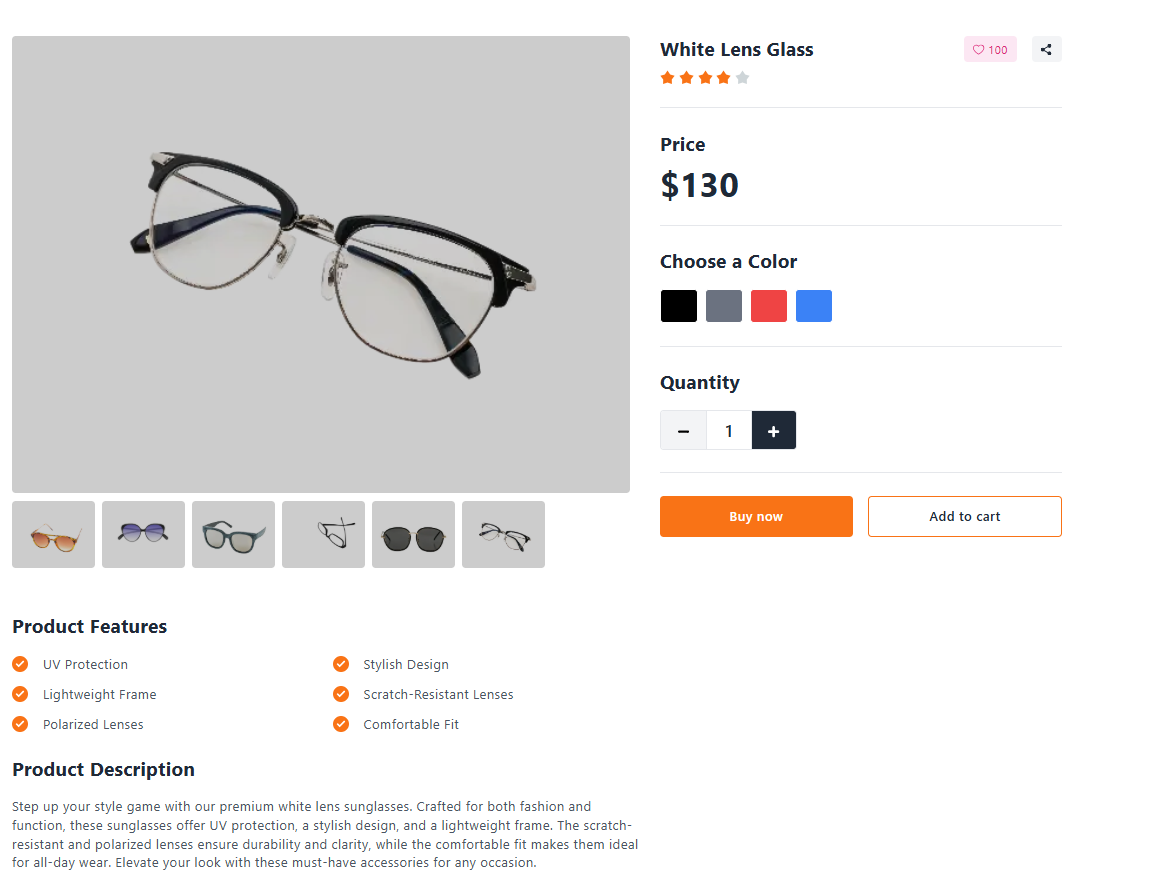 White Lens Glass
100
Price
$130
Choose a Color
Quantity
− 1 +
Buy now
Add to cart
Product Features
UV Protection
Stylish Design
Lightweight Frame
Scratch-Resistant Lenses
Polarized Lenses
Comfortable Fit
Product Description
Step up your style game with our premium white lens sunglasses. Crafted for both fashion and
function, these sunglasses offer UV protection, a stylish design, and a lightweight frame. The scratch-
resistant and polarized lenses ensure durability and clarity, while the comfortable fit makes them ideal
for all-day wear. Elevate your look with these must-have accessories for any occasion.